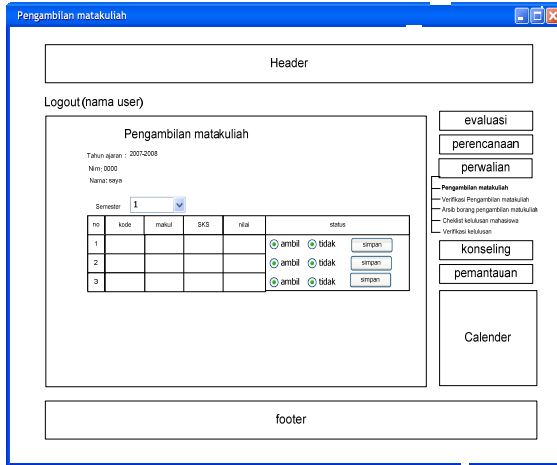 Pengambilan matakuliah
Header
Logout (nama user)
Pengambilan matakuliah
Tahun ajaran : 2007-2008
Nim: 0000
Nama: saya
Semester 1
no kode makul SKS nilai status
1 ambil tidak simpan
2 ambil tidak simpan
3 ambil tidak simpan
evaluasi
perencanaan
perwalian
Pengambilan matakuliah
Verifikasi Pengambilan matakuliah
Arsib borang pengambilan matukuliah
Cheklist kelulusan mahasiswa
Verifikasi kelulusan
konseling
pemantauan
Calender
footer